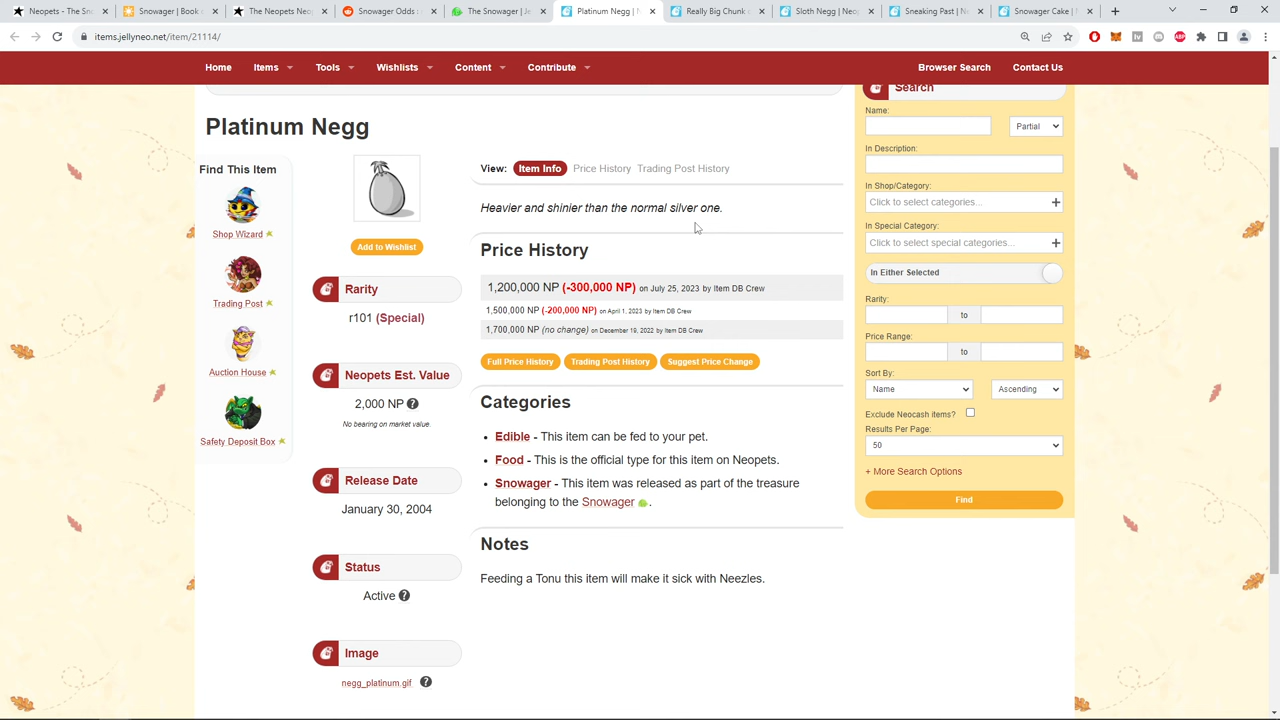 Neopets - The Sno
Snowager | Book
The Neopets Neop
Snowager Odds :
The Snowager | Je
Platinum Negg | N
Really Big Chunk o
Sloth Negg | Neop
Sneaking Past | Ne
Snowager Cake | N
items.jellyneo.net/item/21114/
Home Items Tools Wishlists Content Contribute Browser Search Contact Us
Platinum Negg
Find This Item
Shop Wizard
Trading Post
Auction House
Safety Deposit Box
Add to Wishlist
Rarity
r101 (Special)
Neopets Est. Value
2,000 NP ?
No bearing on market value.
Release Date
January 30, 2004
Status
Active ?
Image
negg_platinum.gif ?
View: Item Info Price History Trading Post History
Heavier and shinier than the normal silver one.
Price History
1,200,000 NP (-300,000 NP) on July 25, 2023 by Item DB Crew
1,500,000 NP (-200,000 NP) on April 1, 2023 by Item DB Crew
1,700,000 NP (no change) on December 19, 2022 by Item DB Crew
Full Price History Trading Post History Suggest Price Change
Categories
• Edible - This item can be fed to your pet.
• Food - This is the official type for this item on Neopets.
• Snowager - This item was released as part of the treasure
belonging to the Snowager .
Notes
Feeding a Tonu this item will make it sick with Neezles.
Search
Name:
Partial
In Description:
In Shop/Category:
Click to select categories... +
In Special Category:
Click to select special categories... +
In Either Selected
Rarity:
to
Price Range:
to
Sort By:
Name Ascending
Exclude Neocash items?
Results Per Page:
50
+ More Search Options
Find